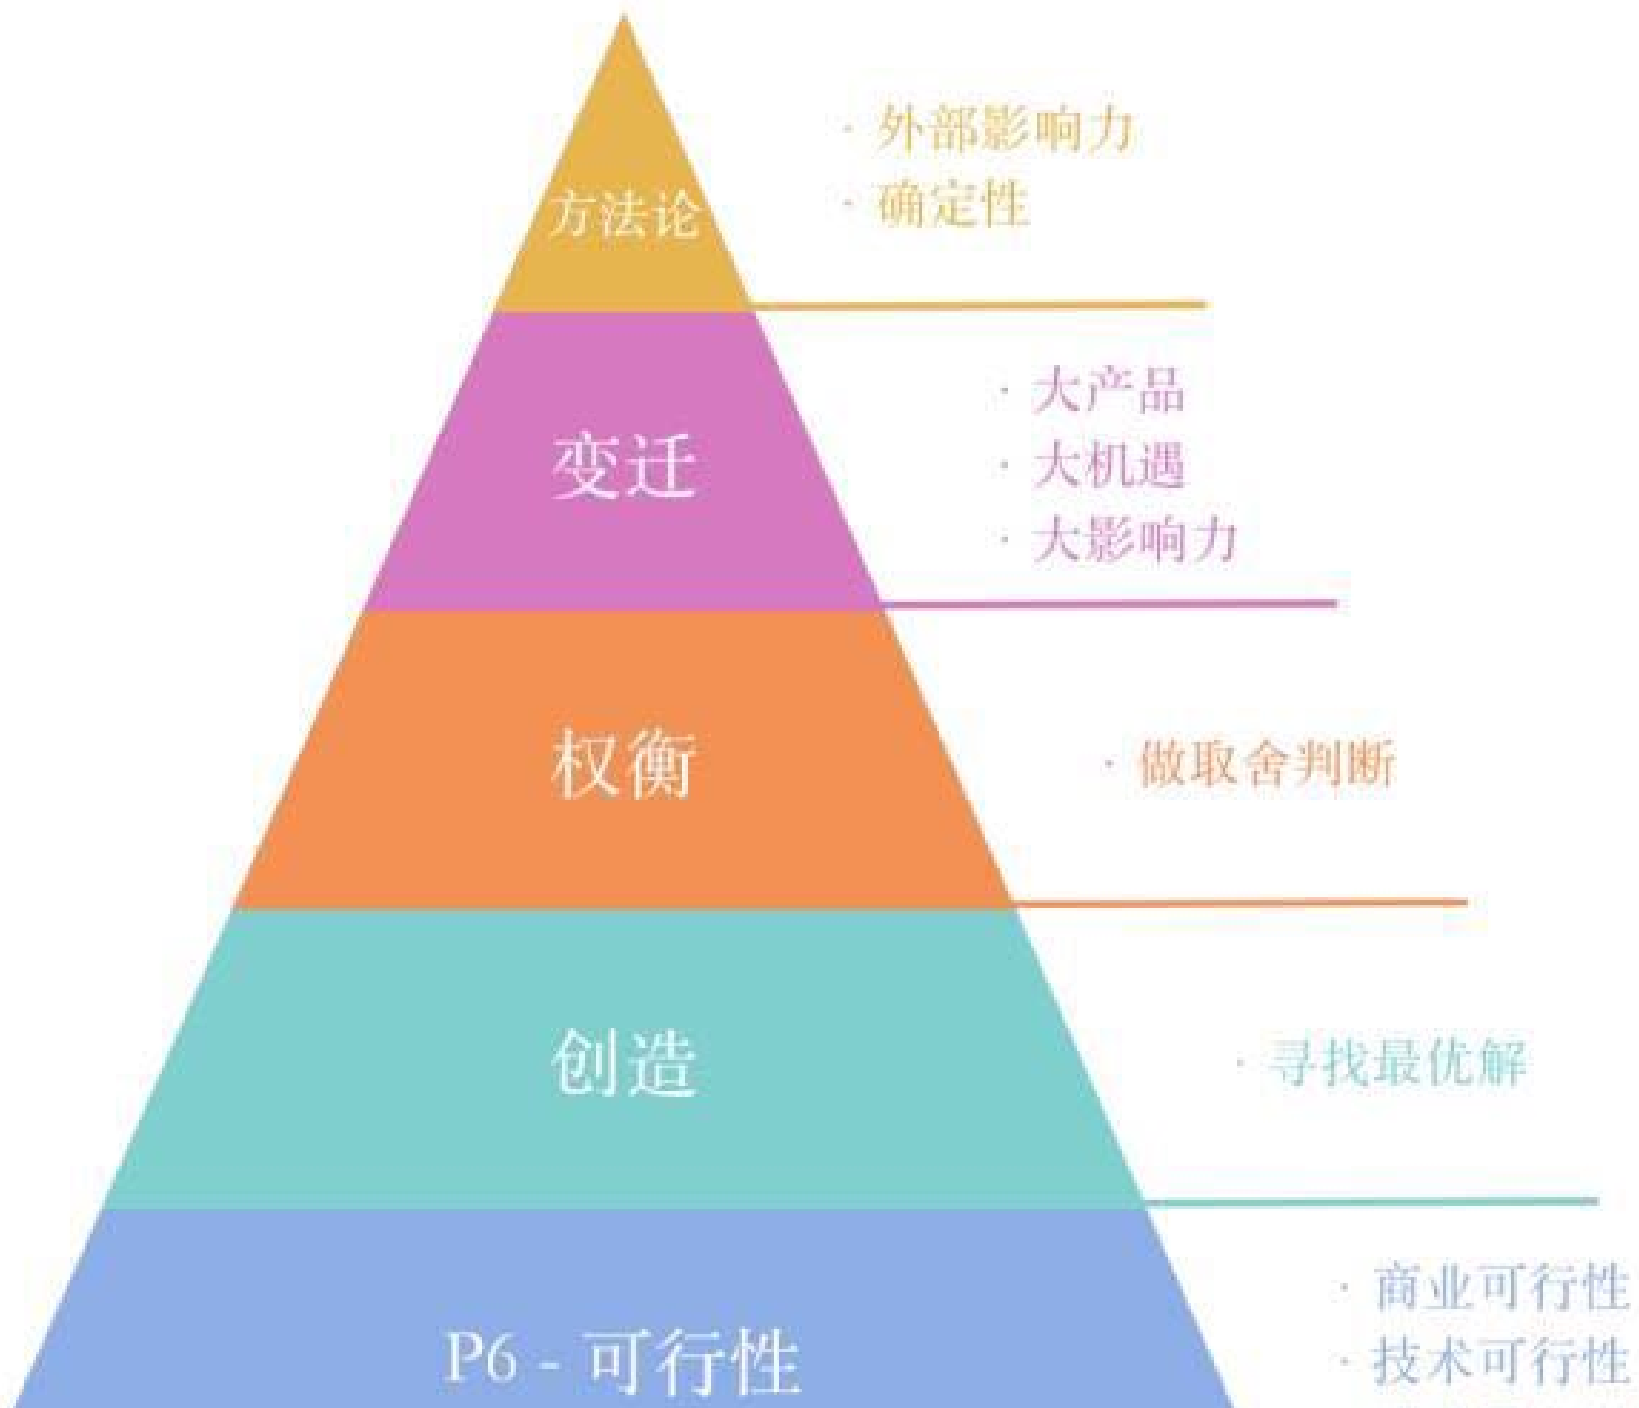 · 外部影响力
· 确定性
方法论
· 大产品
· 大机遇
· 大影响力
变迁
权衡
· 做取舍判断
创造
· 寻找最优解
· 商业可行性
· 技术可行性
P6 - 可行性